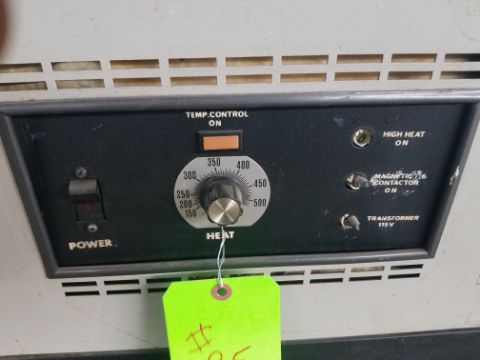 TEMP. CONTROL
ON
HIGH HEAT
ON
350
300
400
250
450
200
150
500
MAGNETIC
CONTACTOR
ON
TRANSFORMER
115V
POWER
HEAT
#